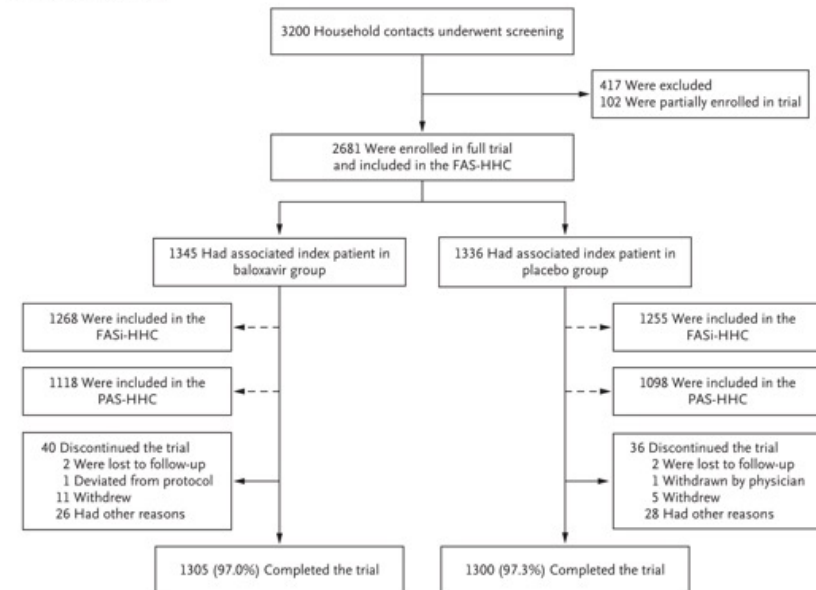 3200 Household contacts underwent screening
417 Were excluded
102 Were partially enrolled in trial
2681 Were enrolled in full trial
and included in the FAS-HHC
1345 Had associated index patient in
baloxavir group
1336 Had associated index patient in
placebo group
1268 Were included in the
FASi-HHC
1255 Were included in the
FASi-HHC
1118 Were included in the
PAS-HHC
1098 Were included in the
PAS-HHC
40 Discontinued the trial
2 Were lost to follow-up
1 Deviated from protocol
11 Withdrew
26 Had other reasons
36 Discontinued the trial
2 Were lost to follow-up
1 Withdrawn by physician
5 Withdrew
28 Had other reasons
1305 (97.0%) Completed the trial
1300 (97.3%) Completed the trial